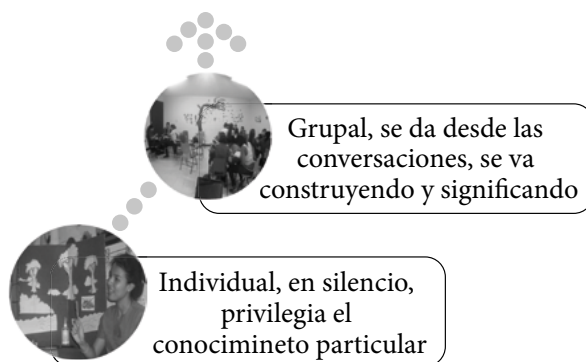 Grupal, se da desde las
conversaciones, se va
construyendo y significando
Individual, en silencio,
privilegia el
conocimineto particular